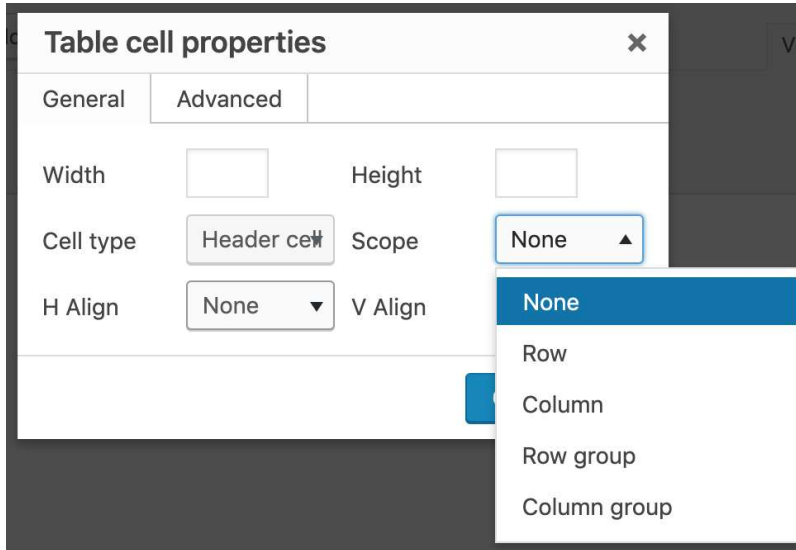 Table cell properties ×
General Advanced
Width Height
Cell type Header cell Scope None
H Align None V Align
None
Row
Column
Row group
Column group